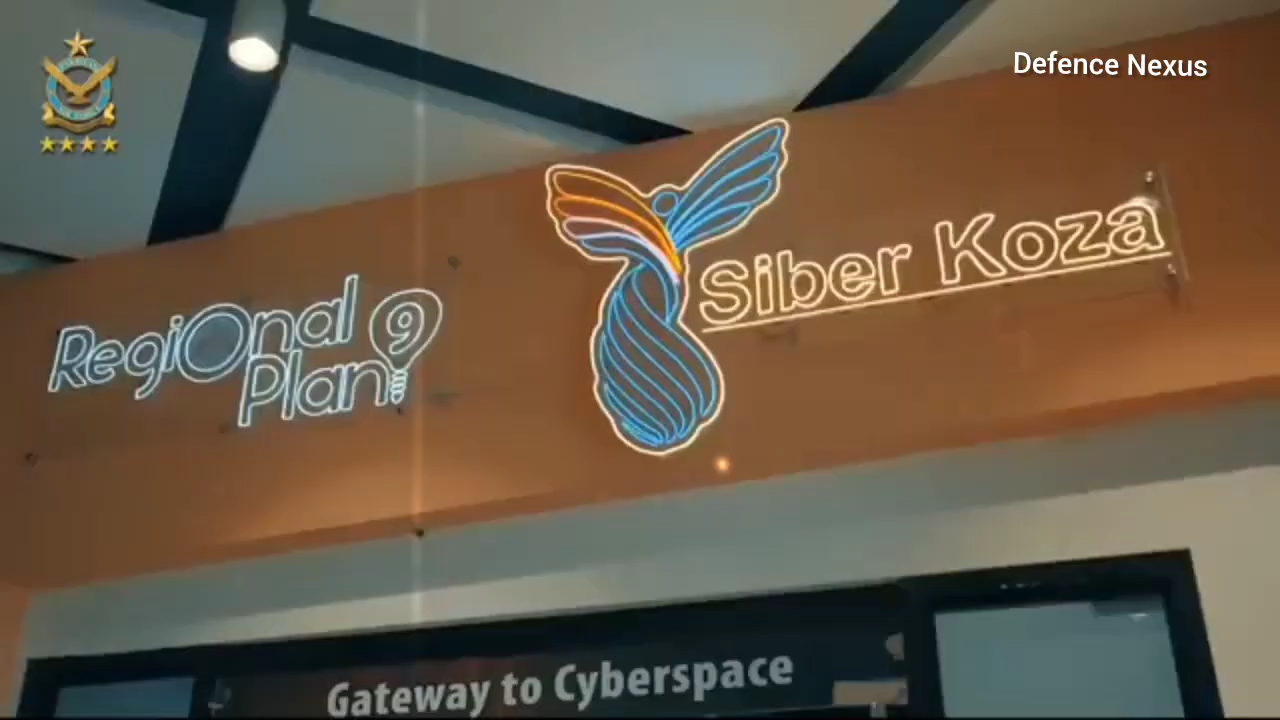 Defence Nexus
Regional
Plan 9
Siber Koza
Gateway to Cyberspace